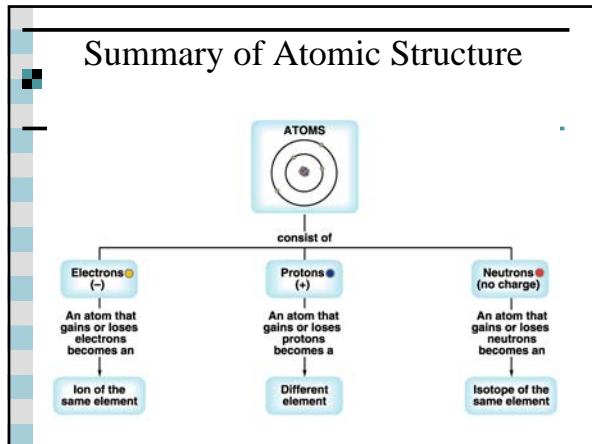 Summary of Atomic Structure
ATOMS
consist of
Electrons
(–)
An atom that
gains or loses
electrons
becomes an
Ion of the
same element
Protons
(+)
An atom that
gains or loses
protons
becomes a
Different
element
Neutrons
(no charge)
An atom that
gains or loses
neutrons
becomes an
Isotope of the
same element